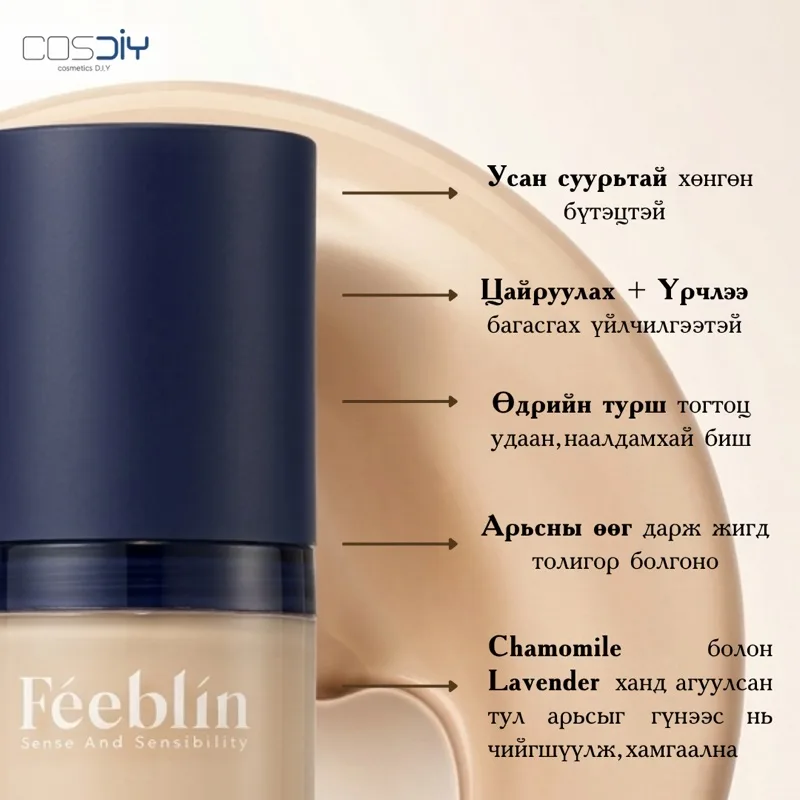 COSDIY
cosmetics D.I.Y
Усан суурьтай хөнгөн
бүтэцтэй
Цайруулах + Үрчлээ
багасгах үйлчилгээтэй
Өдрийн турш тогтоц
удаан,наалдамхай биш
Арьсны өөг дарж жигд
толигор болгоно
Chamomile болон
Lavender ханд агуулсан
тул арьсыг гүнээс нь
чийгшүүлж,хамгаална
Féeblín
Sense And Sensibility